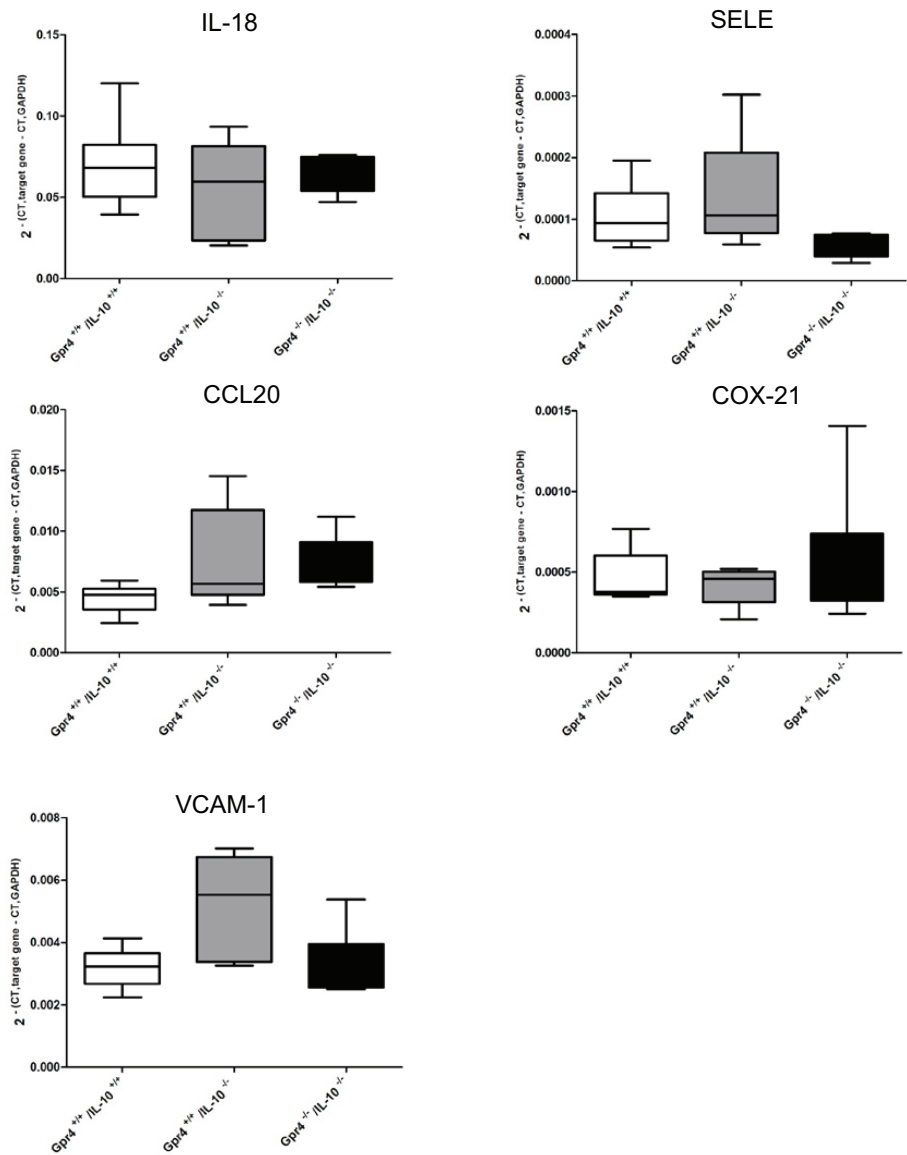 IL-18
2 - (CT,target gene - CT,GAPDH)
0.15
0.10
0.05
0.00
Gpr4 +/+ /IL-10 +/+
Gpr4 +/+ /IL-10 -/-
Gpr4 -/- /IL-10 -/-
SELE
2 - (CT,target gene - CT,GAPDH)
0.0004
0.0003
0.0002
0.0001
0.0000
Gpr4 +/+ /IL-10 +/+
Gpr4 +/+ /IL-10 -/-
Gpr4 -/- /IL-10 -/-
CCL20
2 - (CT,target gene - CT,GAPDH)
0.020
0.015
0.010
0.005
0.000
Gpr4 +/+ /IL-10 +/+
Gpr4 +/+ /IL-10 -/-
Gpr4 -/- /IL-10 -/-
COX-21
2 - (CT,target gene - CT,GAPDH)
0.0015
0.0010
0.0005
0.0000
Gpr4 +/+ /IL-10 +/+
Gpr4 +/+ /IL-10 -/-
Gpr4 -/- /IL-10 -/-
VCAM-1
2 - (CT,target gene - CT,GAPDH)
0.008
0.006
0.004
0.002
0.000
Gpr4 +/+ /IL-10 +/+
Gpr4 +/+ /IL-10 -/-
Gpr4 -/- /IL-10 -/-